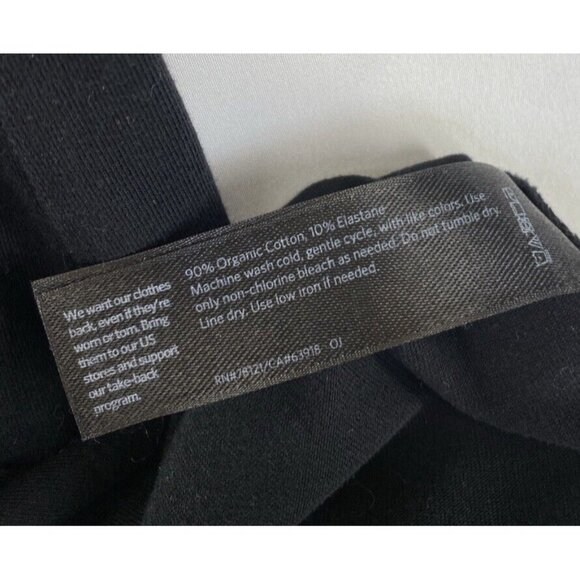 We want our clothes
back, even if they're
worn or torn. Bring
them to our US
stores and support
our take-back
program.
90% Organic Cotton, 10% Elastane
Machine wash cold, gentle cycle, with like colors. Use
only non-chlorine bleach as needed. Do not tumble dry.
Line dry. Use low iron if needed.
RN#78121/CA#63918 OJ